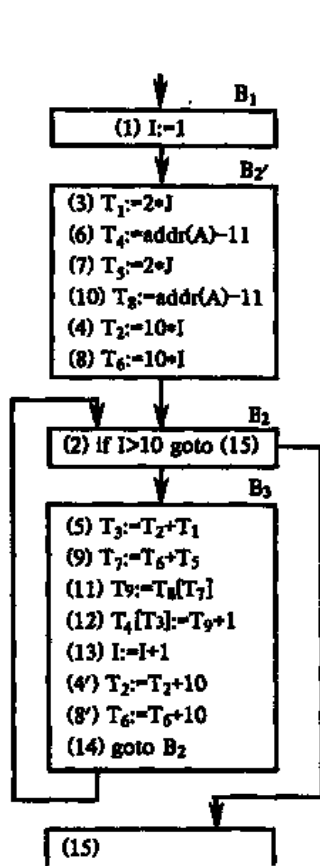 B₁
(1) I:=1
B₂′
(3) T₁:=2*J
(6) T₄:=addr(A)-11
(7) T₅:=2*J
(10) T₈:=addr(A)-11
(4) T₂:=10*I
(8) T₆:=10*I
B₂
(2) if I>10 goto (15)
B₃
(5) T₃:=T₂+T₁
(9) T₇:=T₆+T₅
(11) T₉:=T₈[T₇]
(12) T₄[T₃]:=T₉+1
(13) I:=I+1
(4′) T₂:=T₂+10
(8′) T₆:=T₆+10
(14) goto B₂
(15)